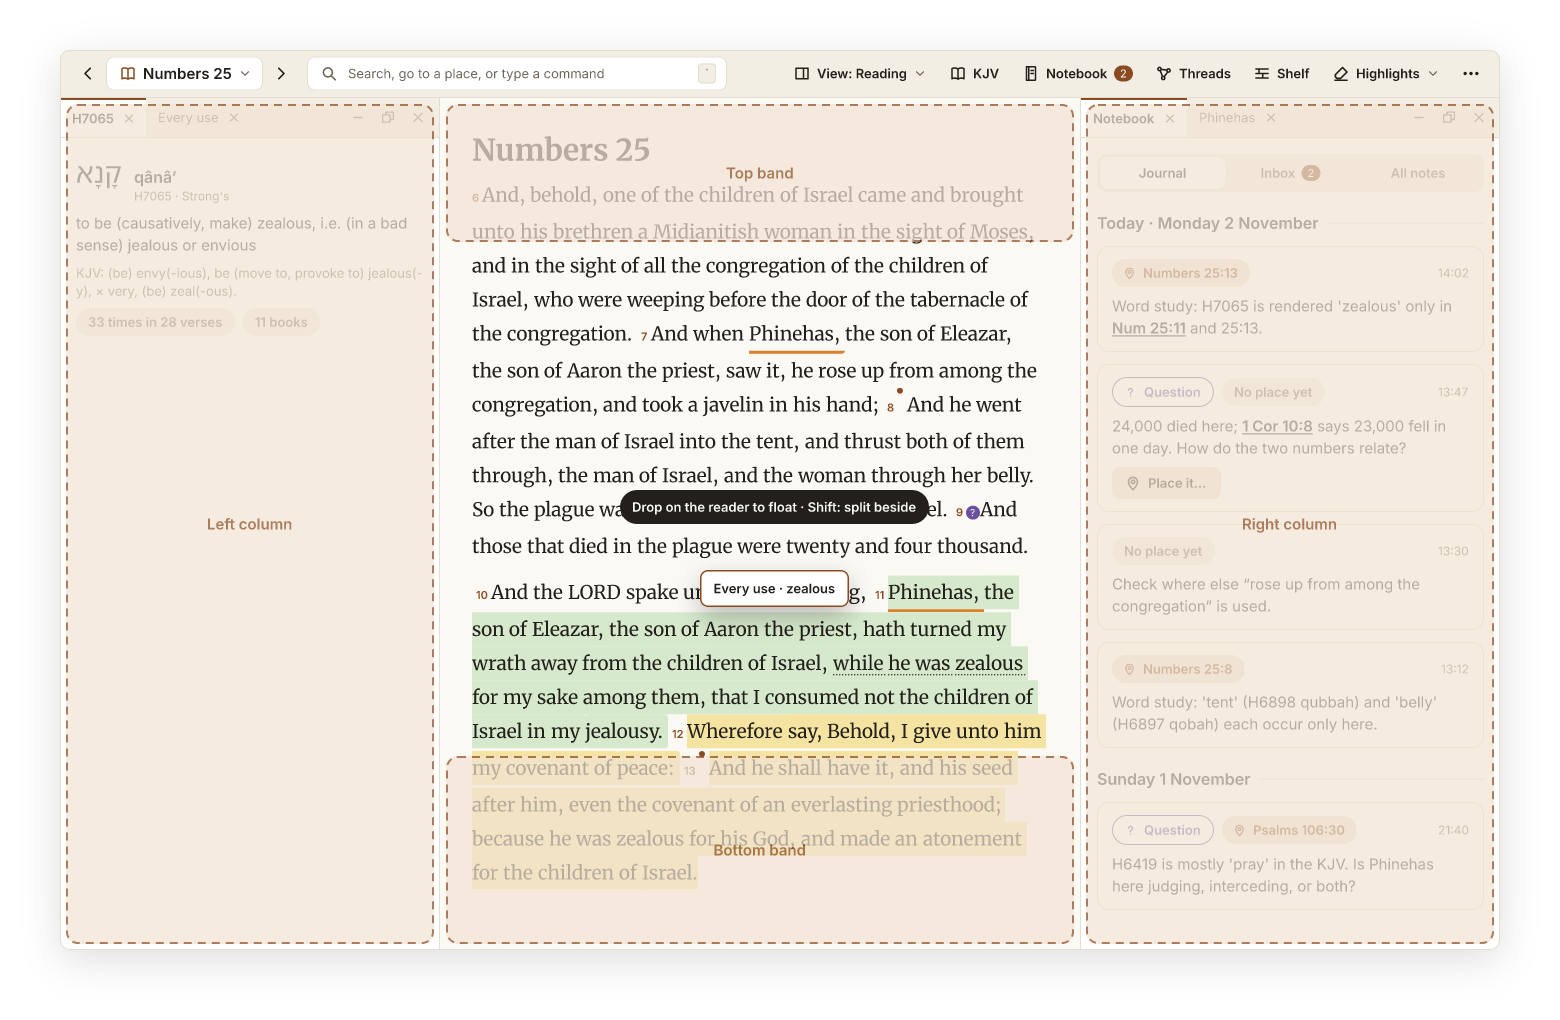 Numbers 25
Search, go to a place, or type a command
View: Reading
KJV
Notebook 2
Threads
Shelf
Highlights
H7065
Every use
קָנָא qânâʼ
H7065 · Strong's
to be (causatively, make) zealous, i.e. (in a bad
sense) jealous or envious
KJV: (be) envy(-ious), be (move to, provoke to) jealous(-
y), × very, (be) zeal(-ous).
33 times in 28 verses
11 books
Left column
Numbers 25
Top band
6 And, behold, one of the children of Israel came and brought
unto his brethren a Midianitish woman in the sight of Moses,
and in the sight of all the congregation of the children of
Israel, who were weeping before the door of the tabernacle of
the congregation. 7 And when Phinehas, the son of Eleazar,
the son of Aaron the priest, saw it, he rose up from among the
congregation, and took a javelin in his hand; 8 And he went
after the man of Israel into the tent, and thrust both of them
through, the man of Israel, and the woman through her belly.
So the plague wa
Drop on the reader to float · Shift: split beside
el. 9 ? And
those that died in the plague were twenty and four thousand.
10 And the LORD spake un
Every use · zealous
g, 11 Phinehas, the
son of Eleazar, the son of Aaron the priest, hath turned my
wrath away from the children of Israel, while he was zealous
for my sake among them, that I consumed not the children of
Israel in my jealousy. 12 Wherefore say, Behold, I give unto him
my covenant of peace: 13 And he shall have it, and his seed
after him, even the covenant of an everlasting priesthood;
because he was zealous for his God, and made an atonement
Bottom band
for the children of Israel.
Notebook
Phinehas
Journal
Inbox 2
All notes
Today · Monday 2 November
Numbers 25:13
14:02
Word study: H7065 is rendered 'zealous' only in
Num 25:11 and 25:13.
? Question
No place yet
13:47
24,000 died here; 1 Cor 10:8 says 23,000 fell in
one day. How do the two numbers relate?
Place it…
Right column
No place yet
13:30
Check where else “rose up from among the
congregation” is used.
Numbers 25:8
13:12
Word study: 'tent' (H6898 qubbah) and 'belly'
(H6897 qobah) each occur only here.
Sunday 1 November
? Question
Psalms 106:30
21:40
H6419 is mostly 'pray' in the KJV. Is Phinehas
here judging, interceding, or both?